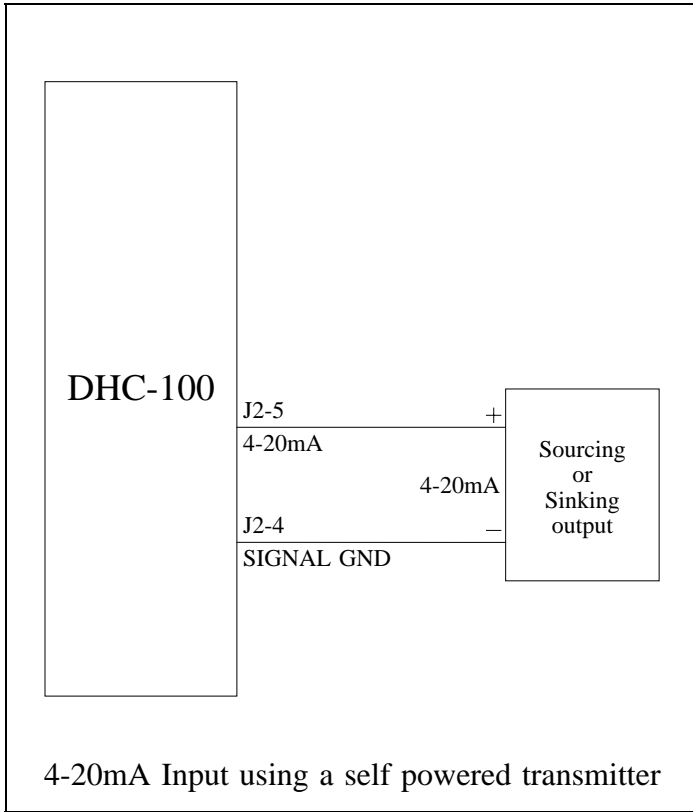 DHC-100
J2-5
+
4-20mA
4-20mA
J2-4
−
SIGNAL GND
Sourcing
or
Sinking
output
4-20mA Input using a self powered transmitter